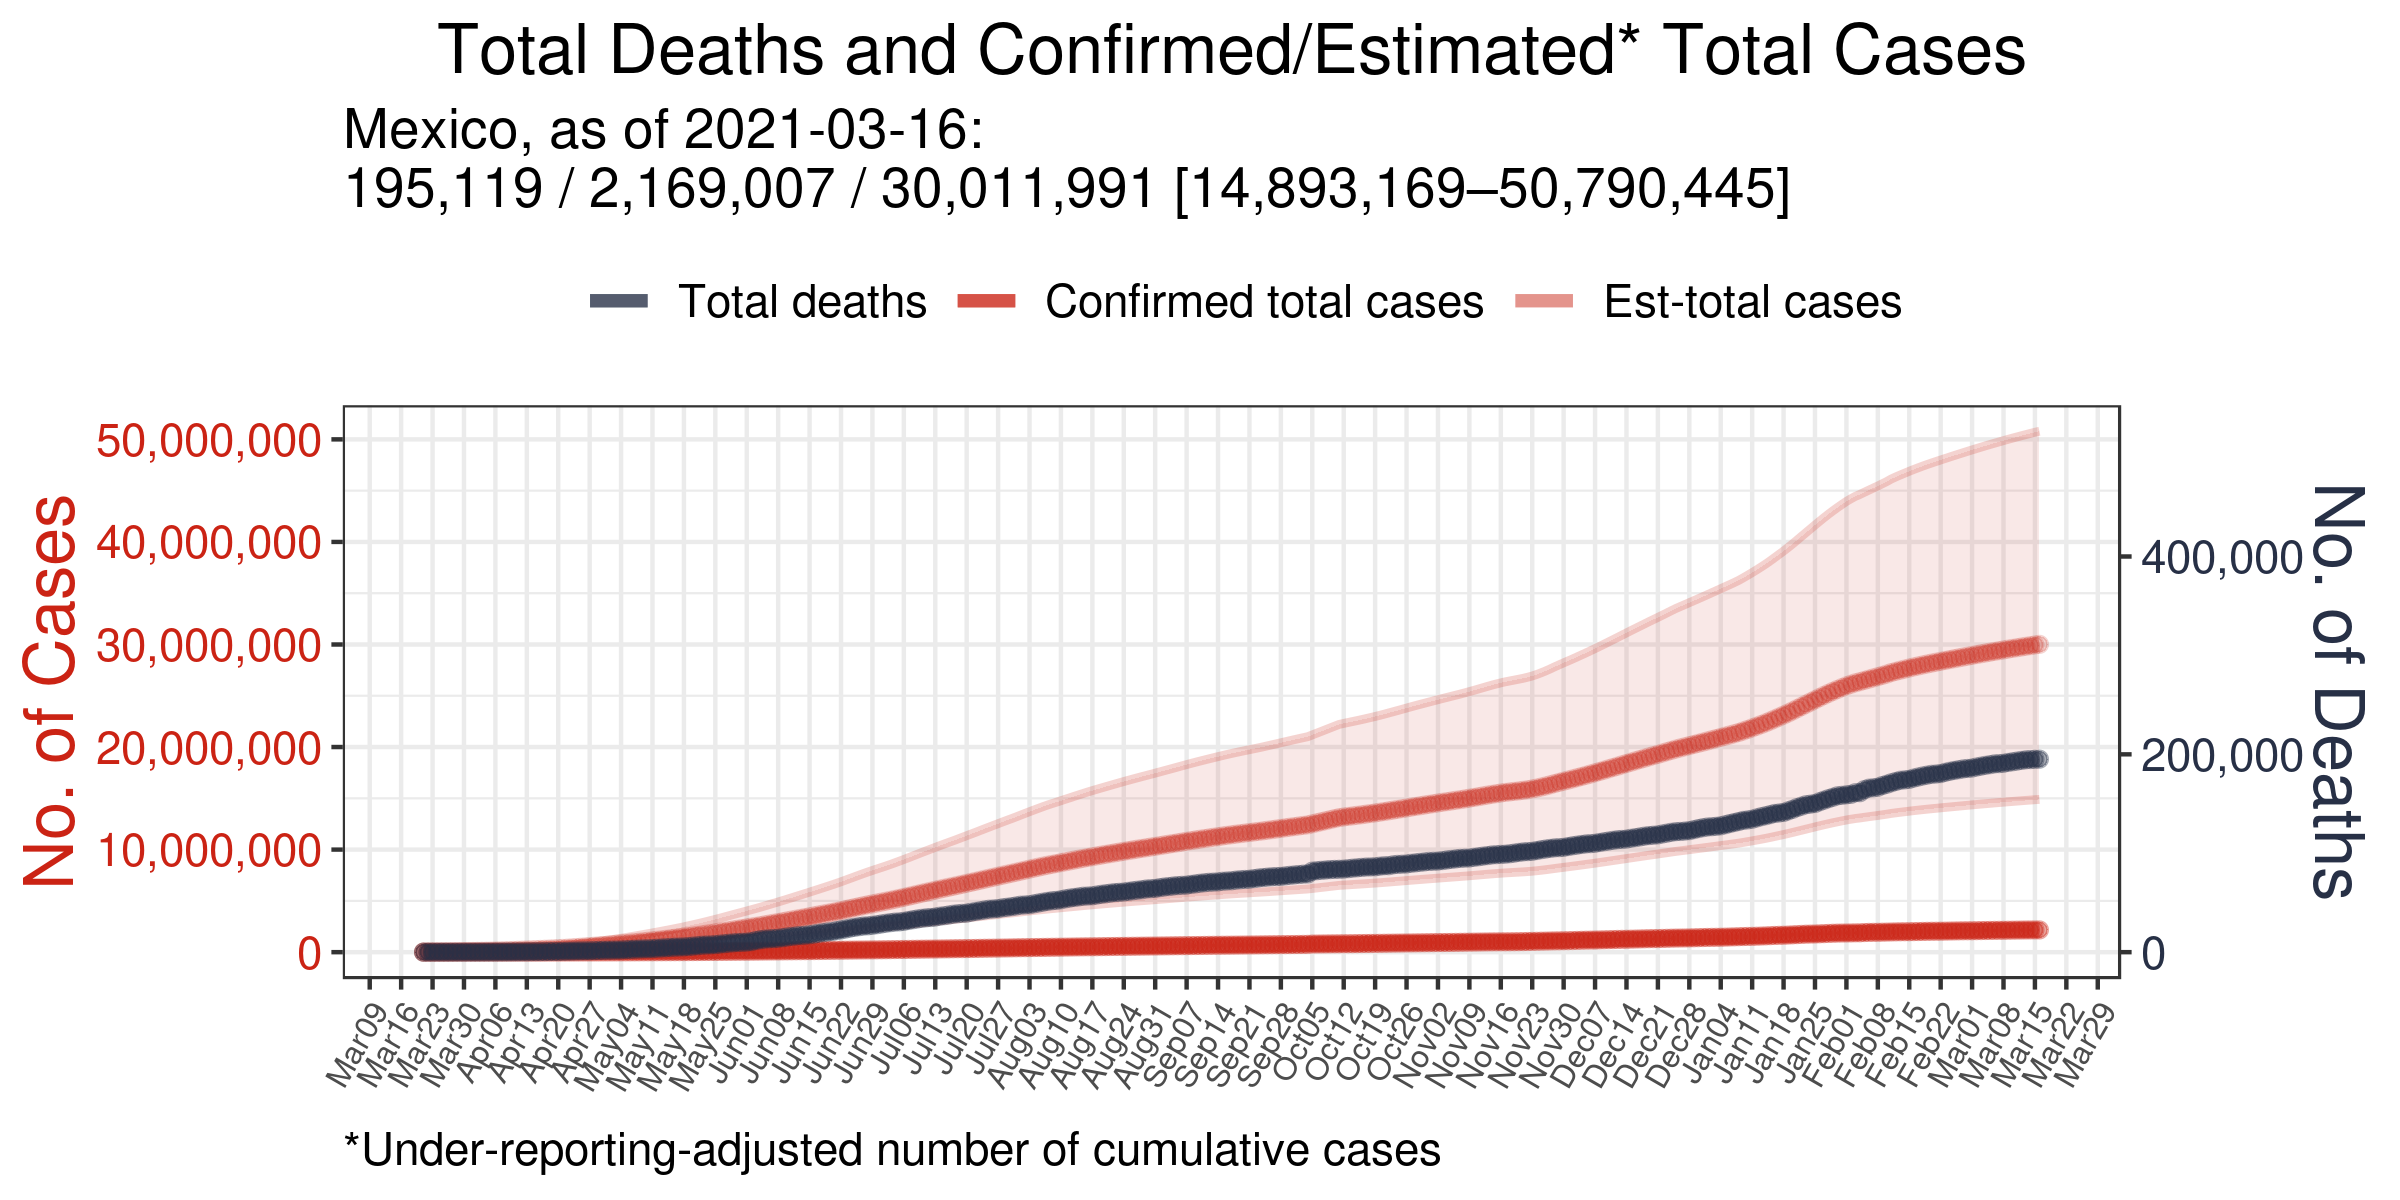 Total Deaths and Confirmed/Estimated* Total Cases
Mexico, as of 2021-03-16:
195,119 / 2,169,007 / 30,011,991 [14,893,169–50,790,445]
Total deaths
Confirmed total cases
Est-total cases
No. of Cases
50,000,000
40,000,000
30,000,000
20,000,000
10,000,000
0
400,000
200,000
0
No. of Deaths
Mar09
Mar16
Mar23
Mar30
Apr06
Apr13
Apr20
Apr27
May04
May11
May18
May25
Jun01
Jun08
Jun15
Jun22
Jun29
Jul06
Jul13
Jul20
Jul27
Aug03
Aug10
Aug17
Aug24
Aug31
Sep07
Sep14
Sep21
Sep28
Oct05
Oct12
Oct19
Oct26
Nov02
Nov09
Nov16
Nov23
Nov30
Dec07
Dec14
Dec21
Dec28
Jan04
Jan11
Jan18
Jan25
Feb01
Feb08
Feb15
Feb22
Mar01
Mar08
Mar15
Mar22
Mar29
*Under-reporting-adjusted number of cumulative cases